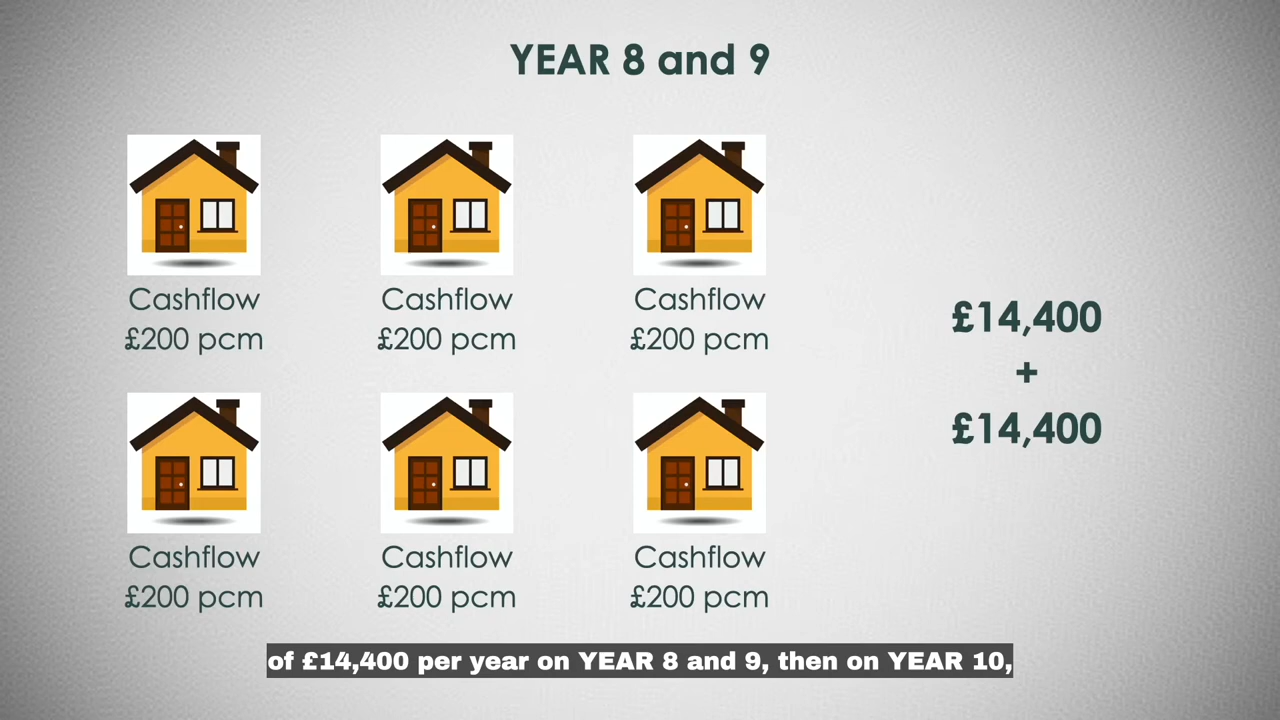 YEAR 8 and 9
Cashflow
£200 pcm
Cashflow
£200 pcm
Cashflow
£200 pcm
£14,400
+
£14,400
Cashflow
£200 pcm
Cashflow
£200 pcm
Cashflow
£200 pcm
of £14,400 per year on YEAR 8 and 9, then on YEAR 10,